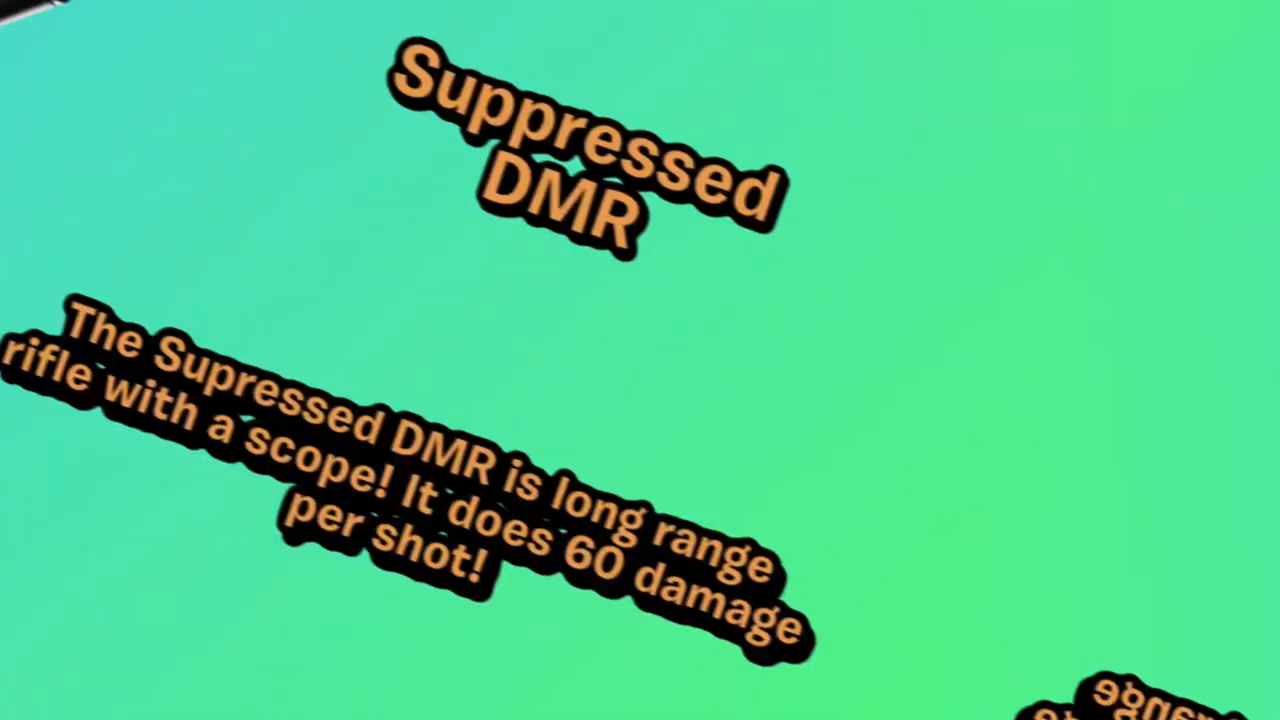 Suppressed
DMR
The Supressed DMR is long range
rifle with a scope! It does 60 damage
per shot!